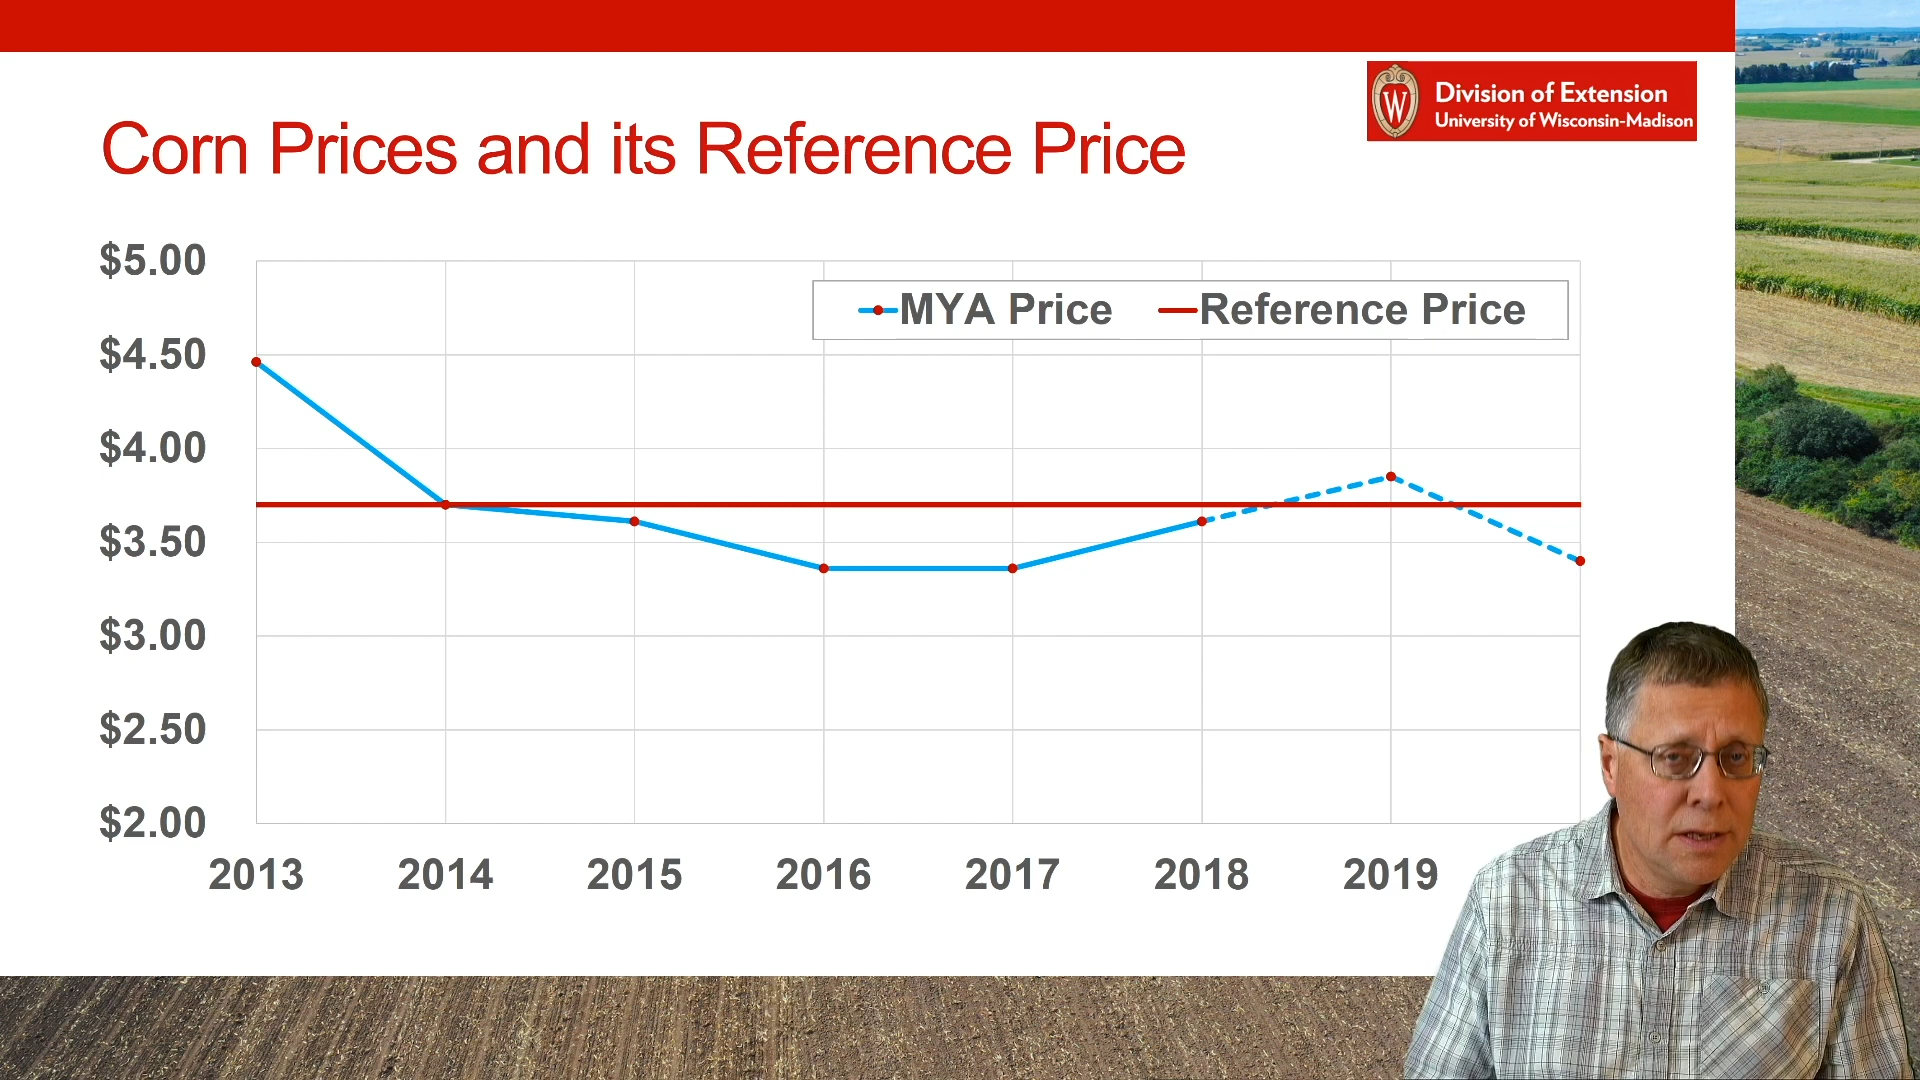 Division of Extension
University of Wisconsin-Madison
W
Corn Prices and its Reference Price
$5.00
$4.50
$4.00
$3.50
$3.00
$2.50
$2.00
MYA Price Reference Price
2013 2014 2015 2016 2017 2018 2019